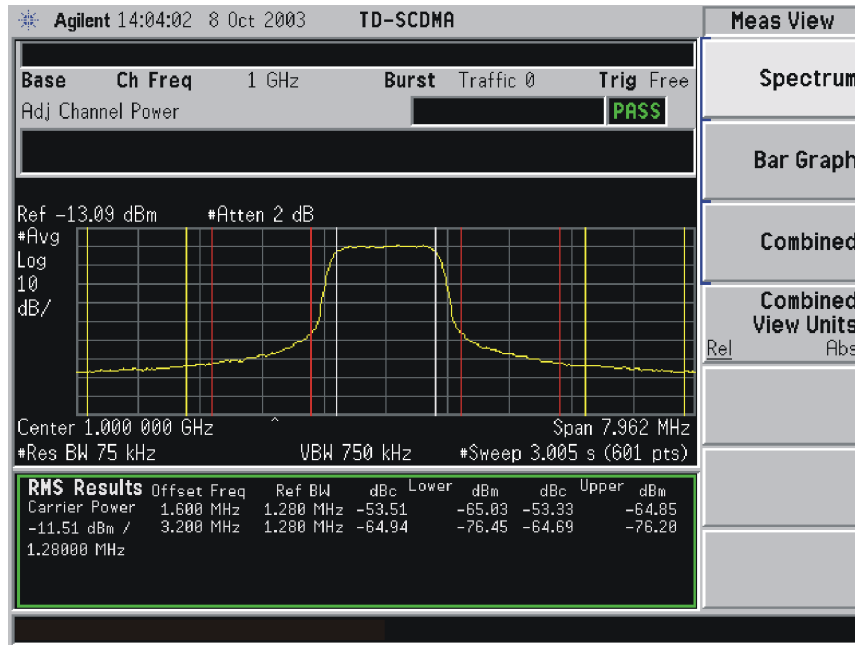 Agilent 14:04:02 8 Oct 2003 TD-SCDMA Meas View
Base Ch Freq 1 GHz Burst Traffic 0 Trig Free
Adj Channel Power PASS
Spectrum
Bar Graph
Combined
Combined
View Units
Rel Abs
Ref -13.09 dBm #Atten 2 dB
#Avg
Log
10
dB/
Center 1.000 000 GHz ^ Span 7.962 MHz
#Res BW 75 kHz VBW 750 kHz #Sweep 3.005 s (601 pts)
RMS Results Offset Freq Ref BW dBc Lower dBm dBc Upper dBm
Carrier Power 1.600 MHz 1.280 MHz -53.51 -65.03 -53.33 -64.85
-11.51 dBm / 3.200 MHz 1.280 MHz -64.94 -76.45 -64.69 -76.20
1.28000 MHz